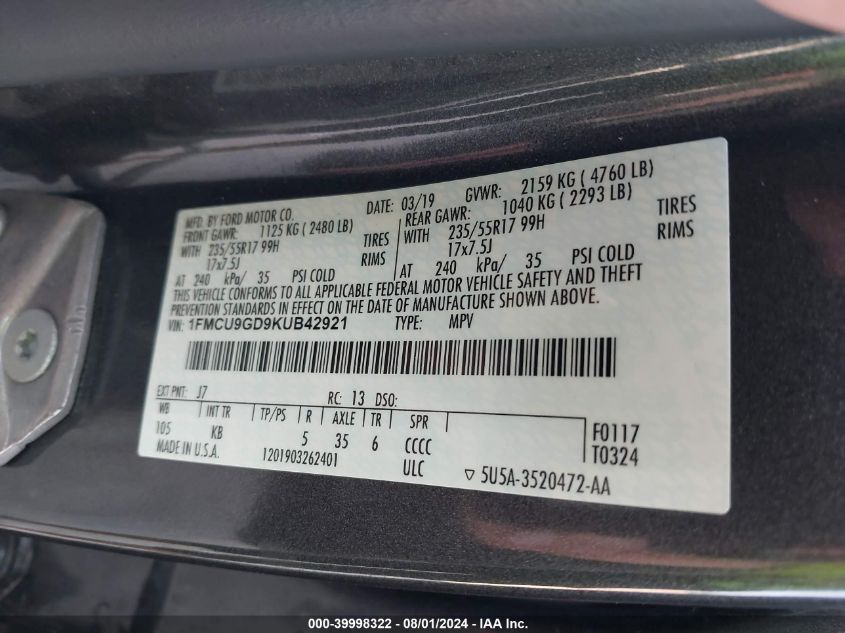 MFD. BY FORD MOTOR CO. DATE: 03/19 GVWR: 2159 KG ( 4760 LB)
FRONT GAWR: 1125 KG ( 2480 LB) REAR GAWR: 1040 KG ( 2293 LB)
WITH 235/55R17 99H TIRES WITH 235/55R17 99H TIRES
17x7.5J RIMS 17x7.5J RIMS
AT 240 kPa/ 35 PSI COLD AT 240 kPa/ 35 PSI COLD
THIS VEHICLE CONFORMS TO ALL APPLICABLE FEDERAL MOTOR VEHICLE SAFETY AND THEFT
PREVENTION STANDARDS IN EFFECT ON THE DATE OF MANUFACTURE SHOWN ABOVE.
VIN: 1FMCU9GD9KUB42921 TYPE: MPV
EXT PNT: J7 RC: 13 DSO:
WB INT TR TP/PS R AXLE TR SPR F0117
105 KB 5 35 6 CCCC T0324
MADE IN U.S.A. 1201903262401 ULC 5U5A-3520472-AA
000-39998322 - 08/01/2024 - IAA Inc.